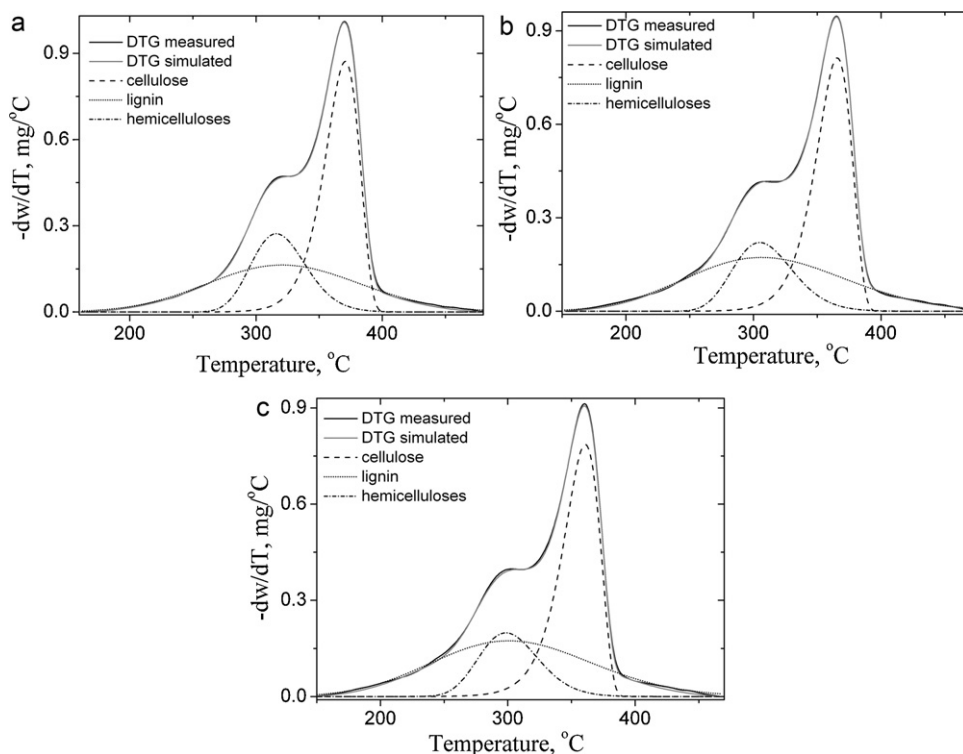 a
DTG measured
DTG simulated
cellulose
lignin
hemicelluloses
0.9
0.6
0.3
0.0
-dw/dT, mg/°C
200
300
400
Temperature, °C
b
DTG measured
DTG simulated
cellulose
lignin
hemicelluloses
0.9
0.6
0.3
0.0
-dw/dT, mg/°C
200
300
400
Temperature, °C
c
DTG measured
DTG simulated
cellulose
lignin
hemicelluloses
0.9
0.6
0.3
0.0
-dw/dT, mg/°C
200
300
400
Temperature, °C